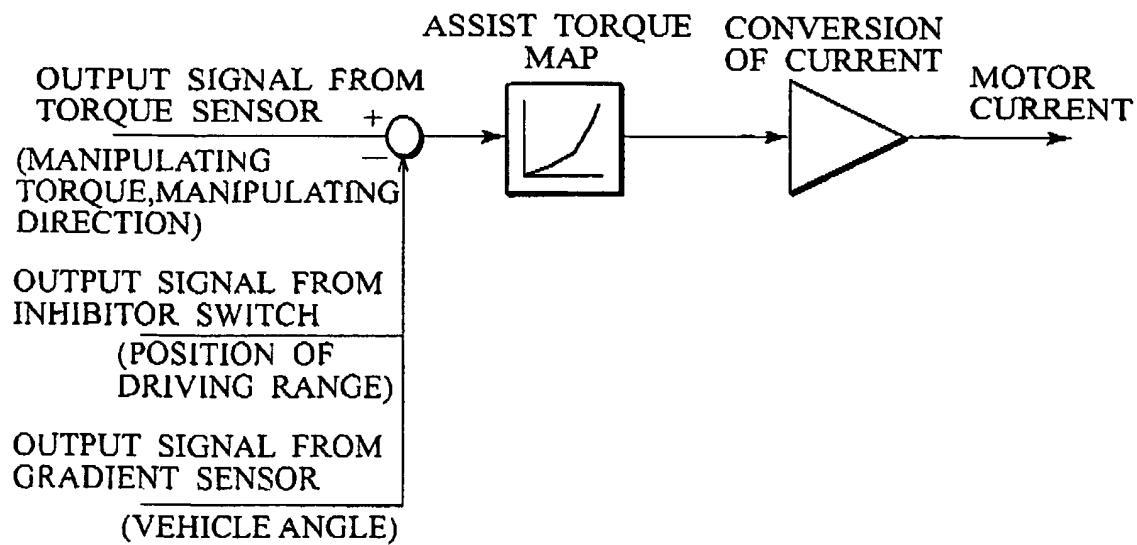 ASSIST TORQUE
MAP
CONVERSION
OF CURRENT
OUTPUT SIGNAL FROM
TORQUE SENSOR
MOTOR
CURRENT
+
−
(MANIPULATING
TORQUE,MANIPULATING
DIRECTION)
OUTPUT SIGNAL FROM
INHIBITOR SWITCH
(POSITION OF
DRIVING RANGE)
OUTPUT SIGNAL FROM
GRADIENT SENSOR
(VEHICLE ANGLE)